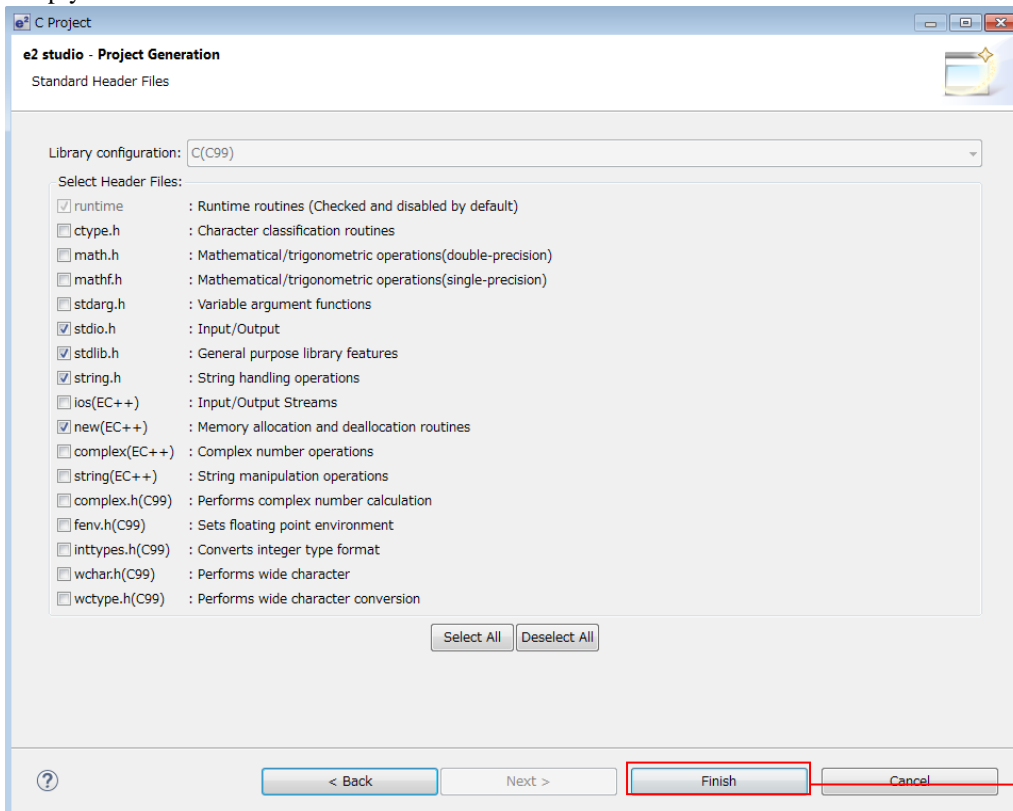 C Project
e2 studio - Project Generation
Standard Header Files
Library configuration: C(C99)
Select Header Files:
runtime : Runtime routines (Checked and disabled by default)
ctype.h : Character classification routines
math.h : Mathematical/trigonometric operations(double-precision)
mathf.h : Mathematical/trigonometric operations(single-precision)
stdarg.h : Variable argument functions
stdio.h : Input/Output
stdlib.h : General purpose library features
string.h : String handling operations
ios(EC++) : Input/Output Streams
new(EC++) : Memory allocation and deallocation routines
complex(EC++) : Complex number operations
string(EC++) : String manipulation operations
complex.h(C99) : Performs complex number calculation
fenv.h(C99) : Sets floating point environment
inttypes.h(C99) : Converts integer type format
wchar.h(C99) : Performs wide character
wctype.h(C99) : Performs wide character conversion
Select All Deselect All
< Back Next > Finish Cancel